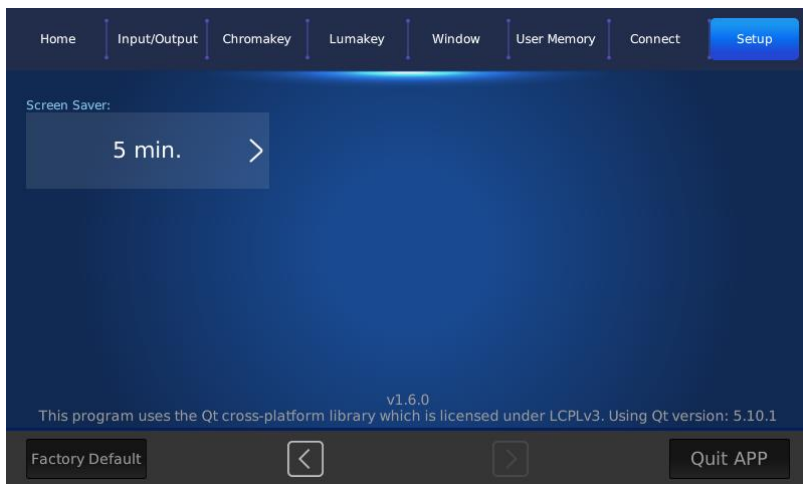 Home Input/Output Chromakey Lumakey Window User Memory Connect Setup
Screen Saver:
5 min.
v1.6.0
This program uses the Qt cross-platform library which is licensed under LCPLv3. Using Qt version: 5.10.1
Factory Default Quit APP